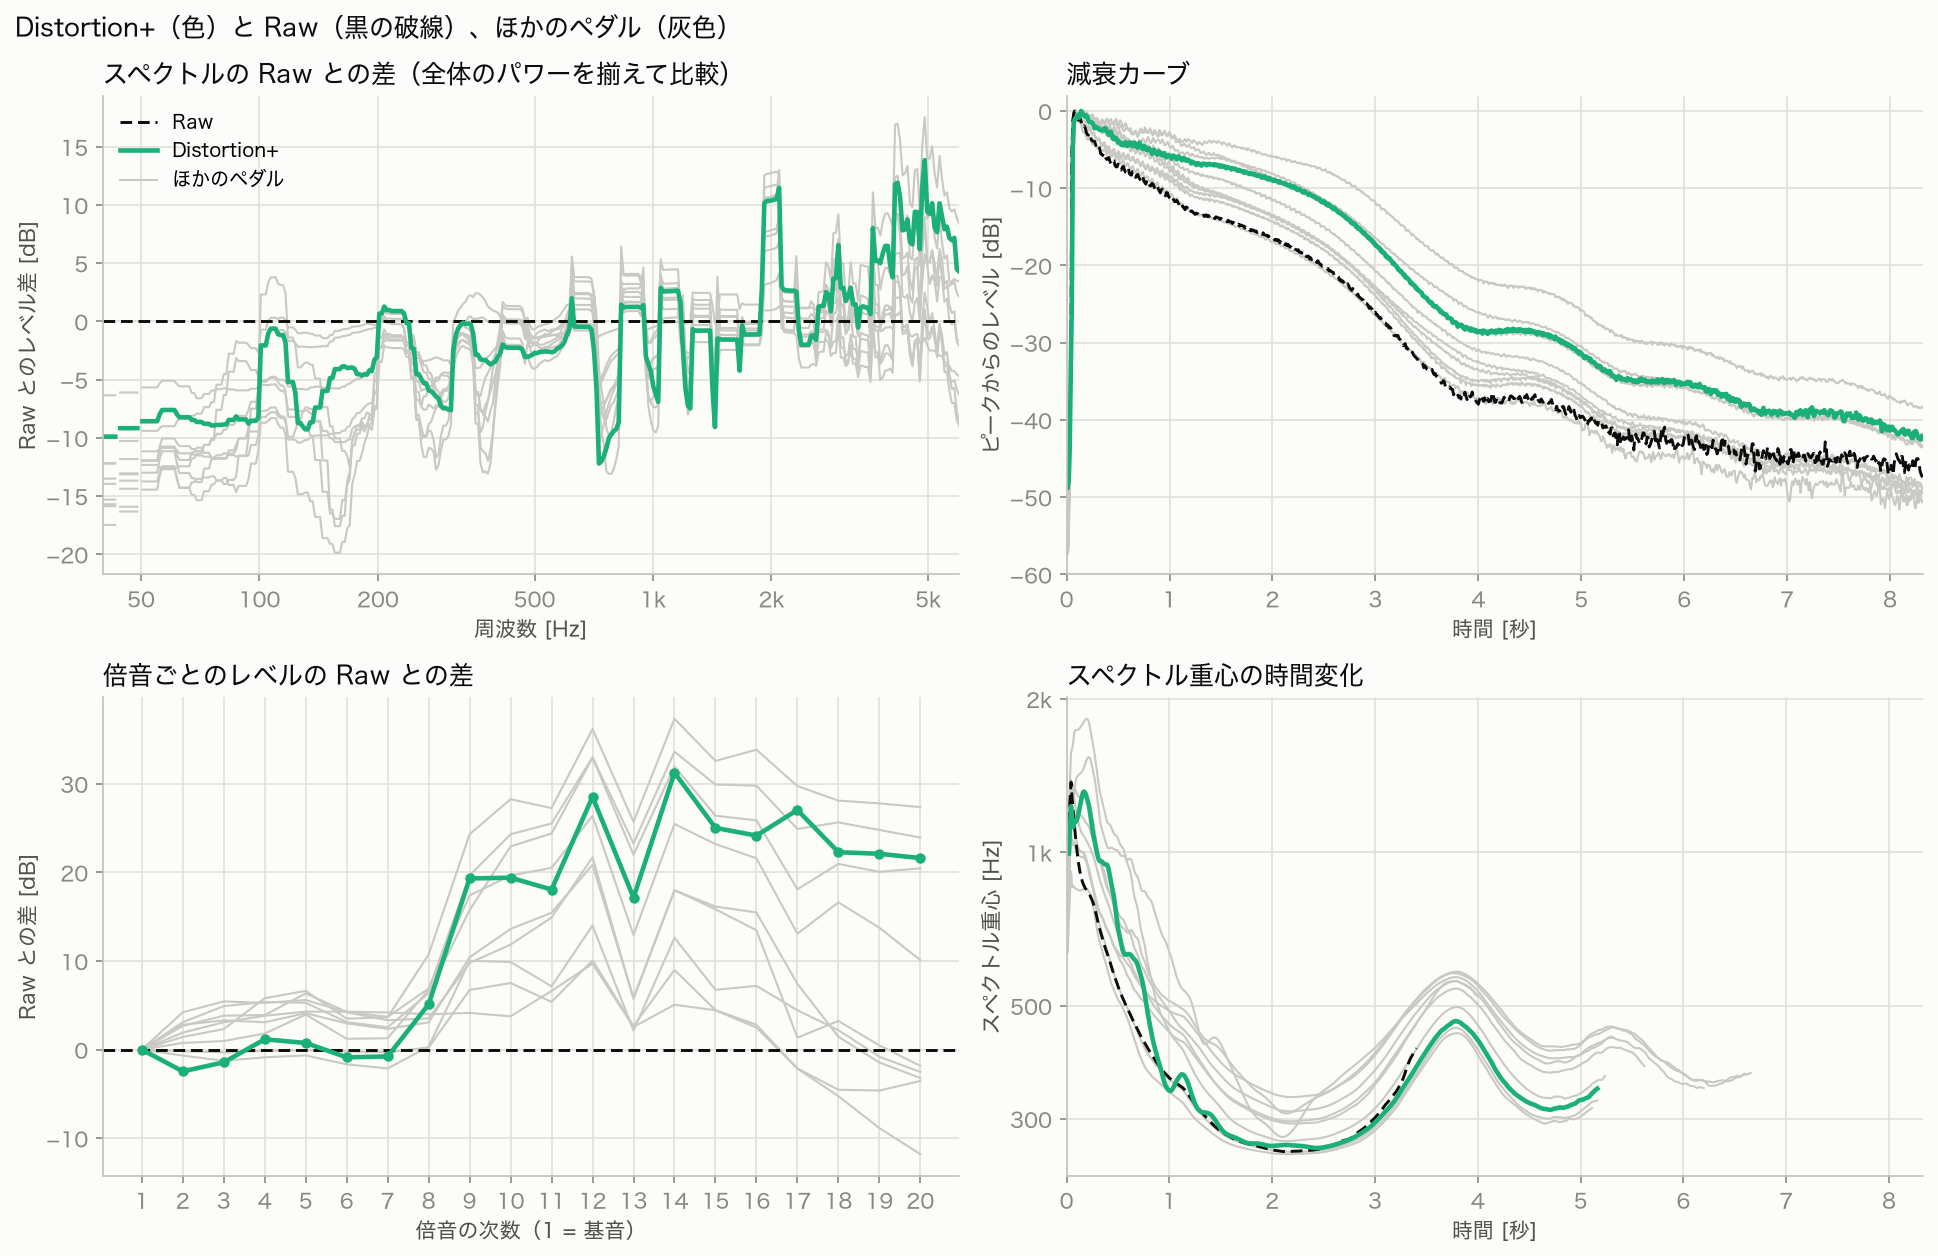 Distortion+（色）と Raw（黒の破線）、ほかのペダル（灰色）
スペクトルの Raw との差（全体のパワーを揃えて比較）
Raw
Distortion+
ほかのペダル
15
10
5
0
−5
−10
−15
−20
Raw とのレベル差 [dB]
50 100 200 500 1k 2k 5k
周波数 [Hz]
減衰カーブ
0
−10
−20
−30
−40
−50
−60
ピークからのレベル [dB]
0 1 2 3 4 5 6 7 8
時間 [秒]
倍音ごとのレベルの Raw との差
30
20
10
0
−10
Raw との差 [dB]
1 2 3 4 5 6 7 8 9 10 11 12 13 14 15 16 17 18 19 20
倍音の次数（1 = 基音）
スペクトル重心の時間変化
2k
1k
500
300
スペクトル重心 [Hz]
0 1 2 3 4 5 6 7 8
時間 [秒]